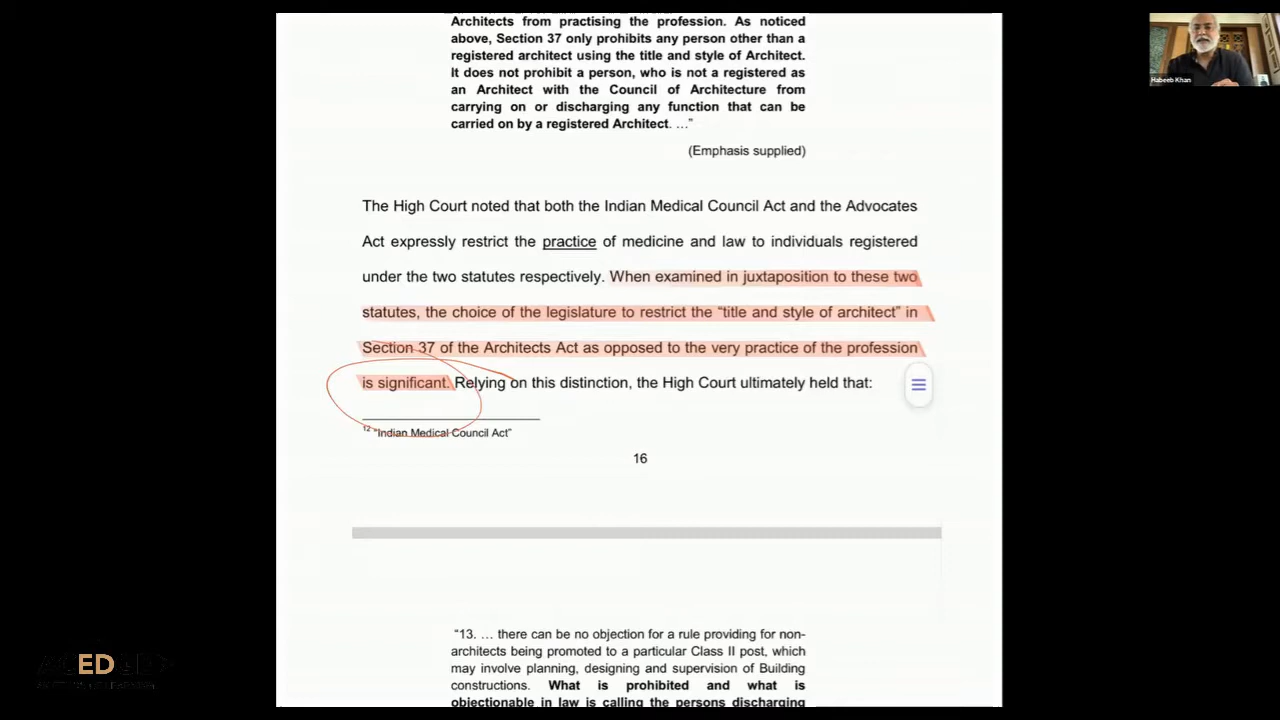 Architects from practising the profession. As noticed
above, Section 37 only prohibits any person other than a
registered architect using the title and style of Architect.
It does not prohibit a person, who is not a registered as
an Architect with the Council of Architecture from
carrying on or discharging any function that can be
carried on by a registered Architect. …”
(Emphasis supplied)
The High Court noted that both the Indian Medical Council Act and the Advocates
Act expressly restrict the practice of medicine and law to individuals registered
under the two statutes respectively. When examined in juxtaposition to these two
statutes, the choice of the legislature to restrict the “title and style of architect” in
Section 37 of the Architects Act as opposed to the very practice of the profession
is significant. Relying on this distinction, the High Court ultimately held that:
12 “Indian Medical Council Act”
16
“13. … there can be no objection for a rule providing for non-
architects being promoted to a particular Class II post, which
may involve planning, designing and supervision of Building
constructions. What is prohibited and what is
objectionable in law is calling the persons discharging
Habeeb Khan